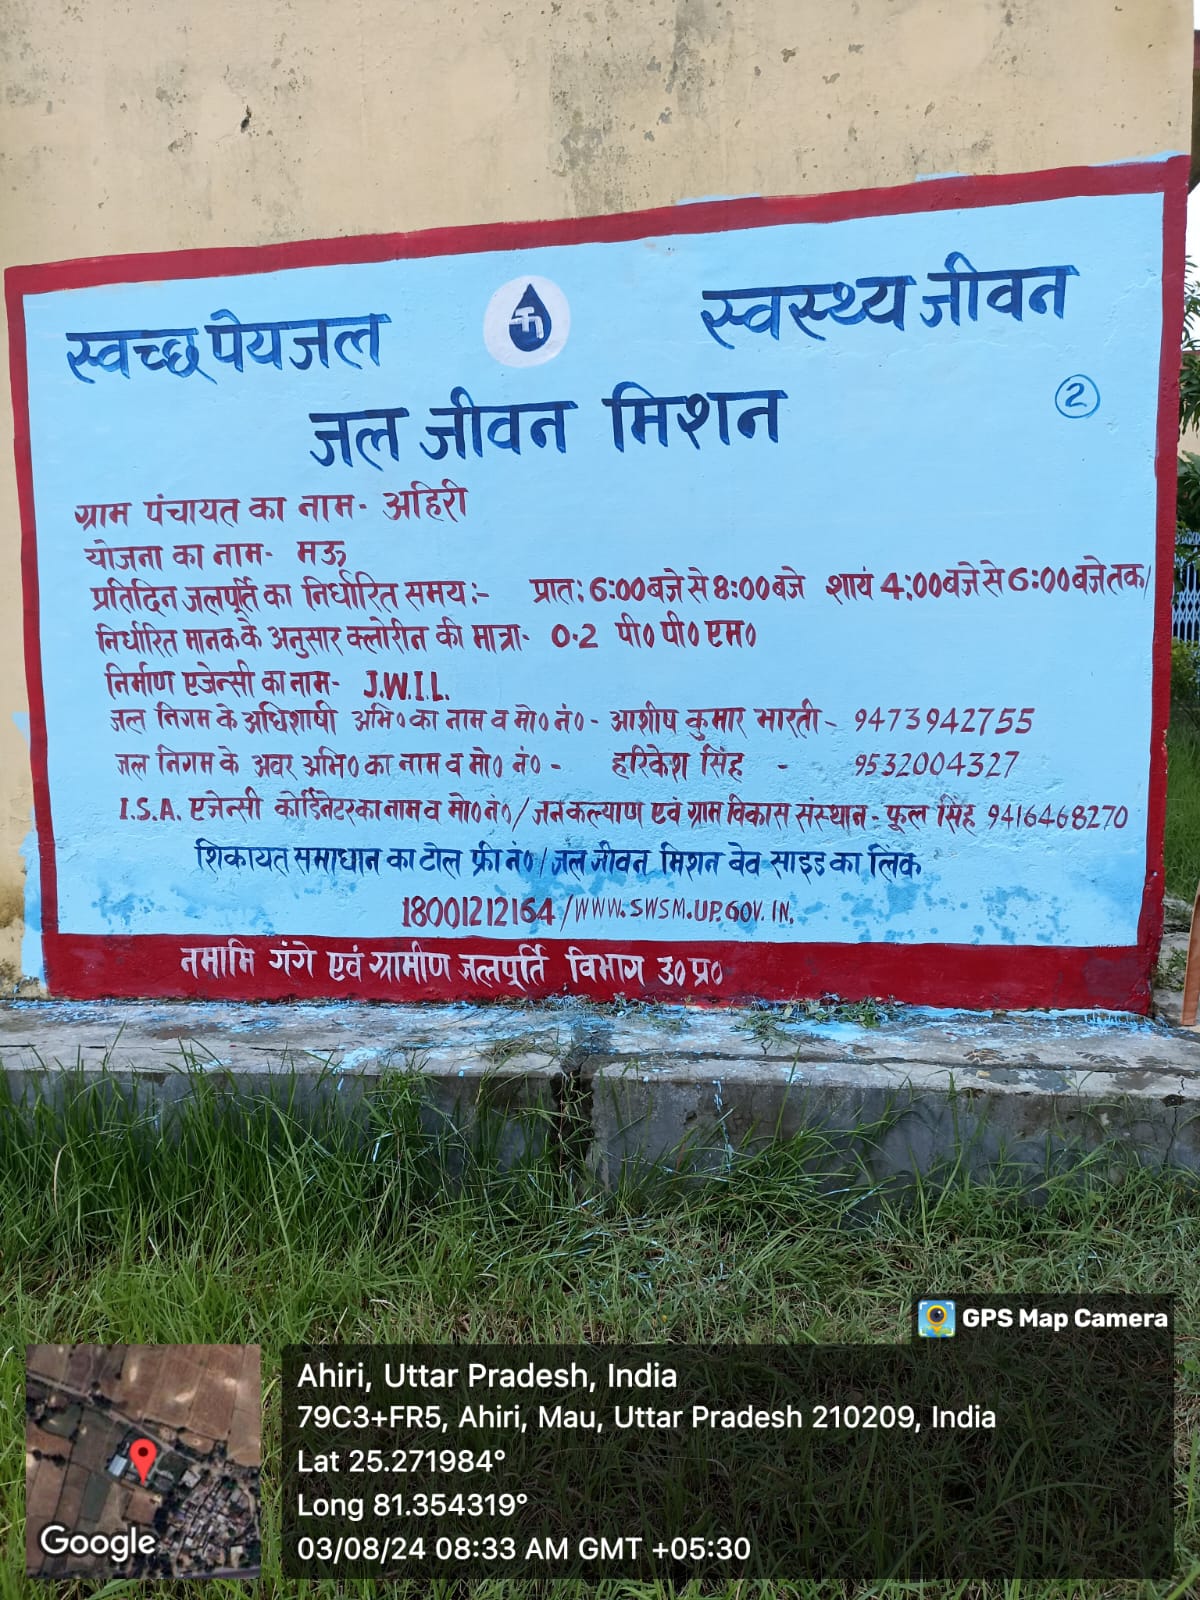 स्वच्छ पेयजल स्वस्थ्य जीवन
जल जीवन मिशन
2
ग्राम पंचायत का नाम- अहिरी
योजना का नाम- मऊ
प्रतिदिन जलपूर्ति का निर्धारित समय:- प्रात: 6:00 बजे से 8:00 बजे शायं 4:00 बजे से 6:00 बजे तक/
निर्धारित मानक के अनुसार क्लोरीन की मात्रा- 0.2 पी० पी० एम०
निर्माण एजेन्सी का नाम- J.W.I.L.
जल निगम के अधिशाषी अभि० का नाम व मो० नं० - आशीष कुमार भारती - 9473942755
जल निगम के अवर अभि० का नाम व मो० नं० - हरिकेश सिंह - 9532004327
I.S.A. एजेन्सी कोर्डिनेटर का नाम व मो० नं०/ जन कल्याण एवं ग्राम विकास संस्थान - फूल सिंह 9416468270
शिकायत समाधान का टोल फ्री नं०/जल जीवन मिशन वेव साइड का लिंक
18001212164/WWW.SWSM.UP.GOV.IN.
नमामि गंगे एवं ग्रामीण जलपूर्ति विभाग उ० प्र०
GPS Map Camera
Ahiri, Uttar Pradesh, India
79C3+FR5, Ahiri, Mau, Uttar Pradesh 210209, India
Lat 25.271984°
Long 81.354319°
03/08/24 08:33 AM GMT +05:30
Google